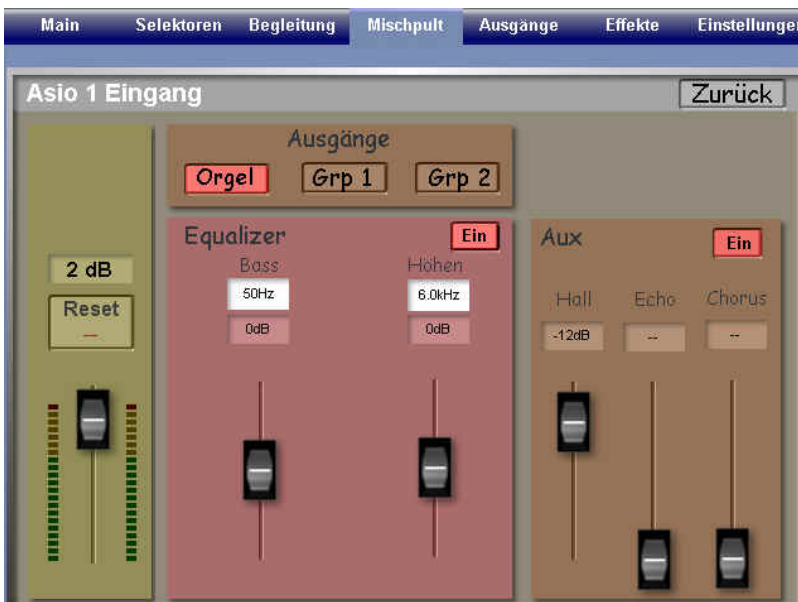 Main Selektoren Begleitung Mischpult Ausgänge Effekte Einstellunge
Asio 1 Eingang Zurück
Ausgänge
Orgel Grp 1 Grp 2
Equalizer Ein
Bass Höhen
50Hz 6.0kHz
0dB 0dB
2 dB
Reset
--
Aux Ein
Hall Echo Chorus
-12dB -- --